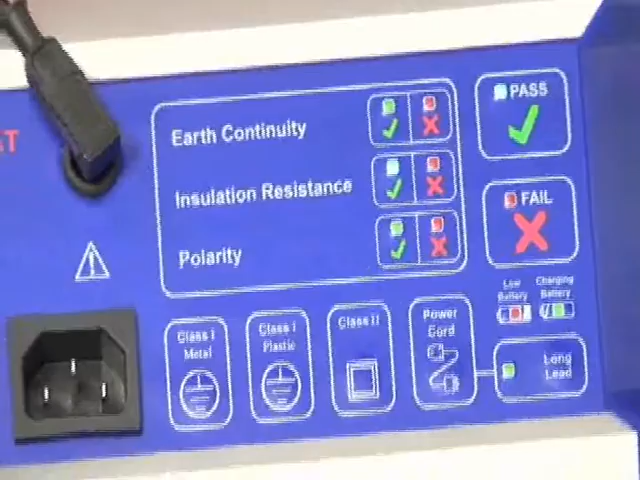 ST
Earth Continuity
Insulation Resistance
Polarity
PASS
FAIL
Low
Battery
Charging
Battery
Class I
Metal
Class I
Plastic
Class II
Power
Cord
Long
Lead